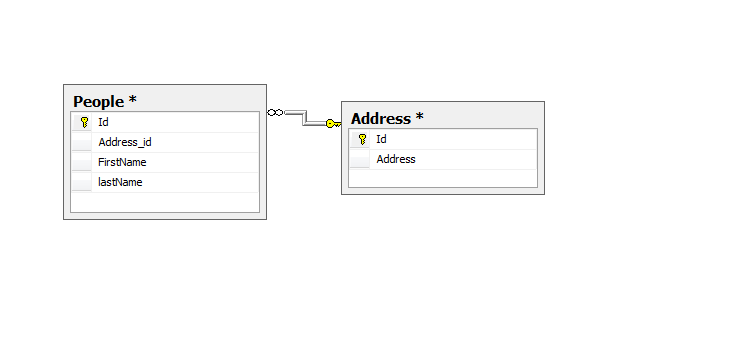 People *
Id
Address_id
FirstName
lastName
Address *
Id
Address